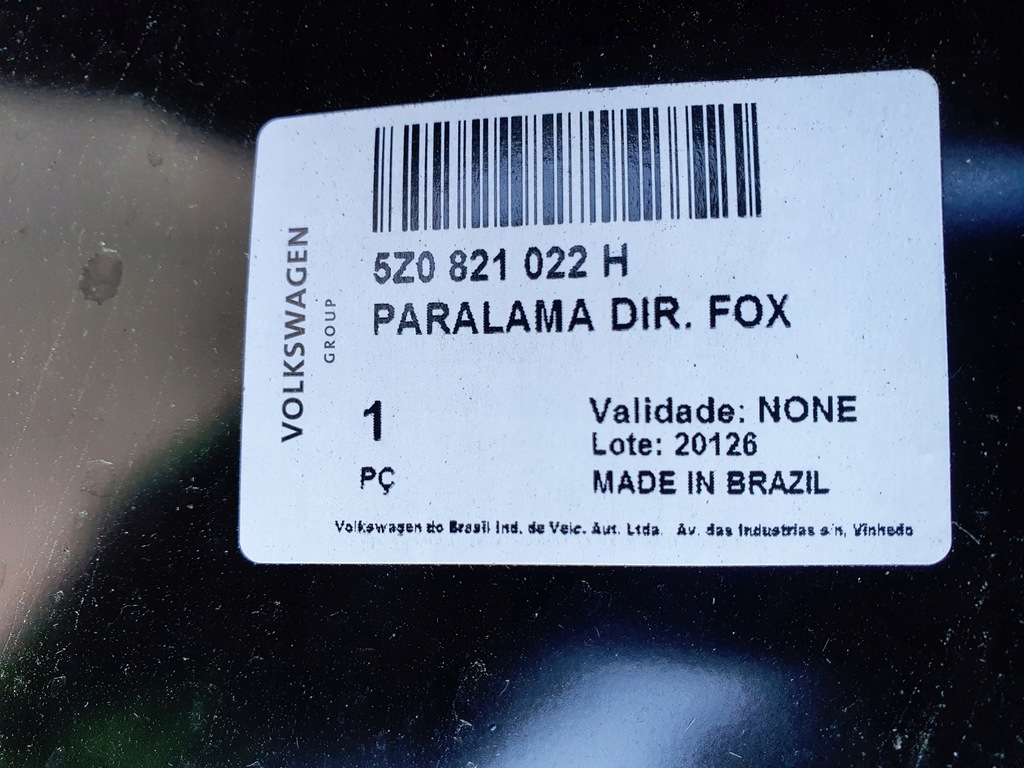 VOLKSWAGEN
GROUP
5Z0 821 022 H
PARALAMA DIR. FOX
1
PÇ
Validade: NONE
Lote: 20126
MADE IN BRAZIL
Volkswagen do Brasil Ind. de Veic. Aut. Ltda. Av. das Industrias s/n, Vinhedo